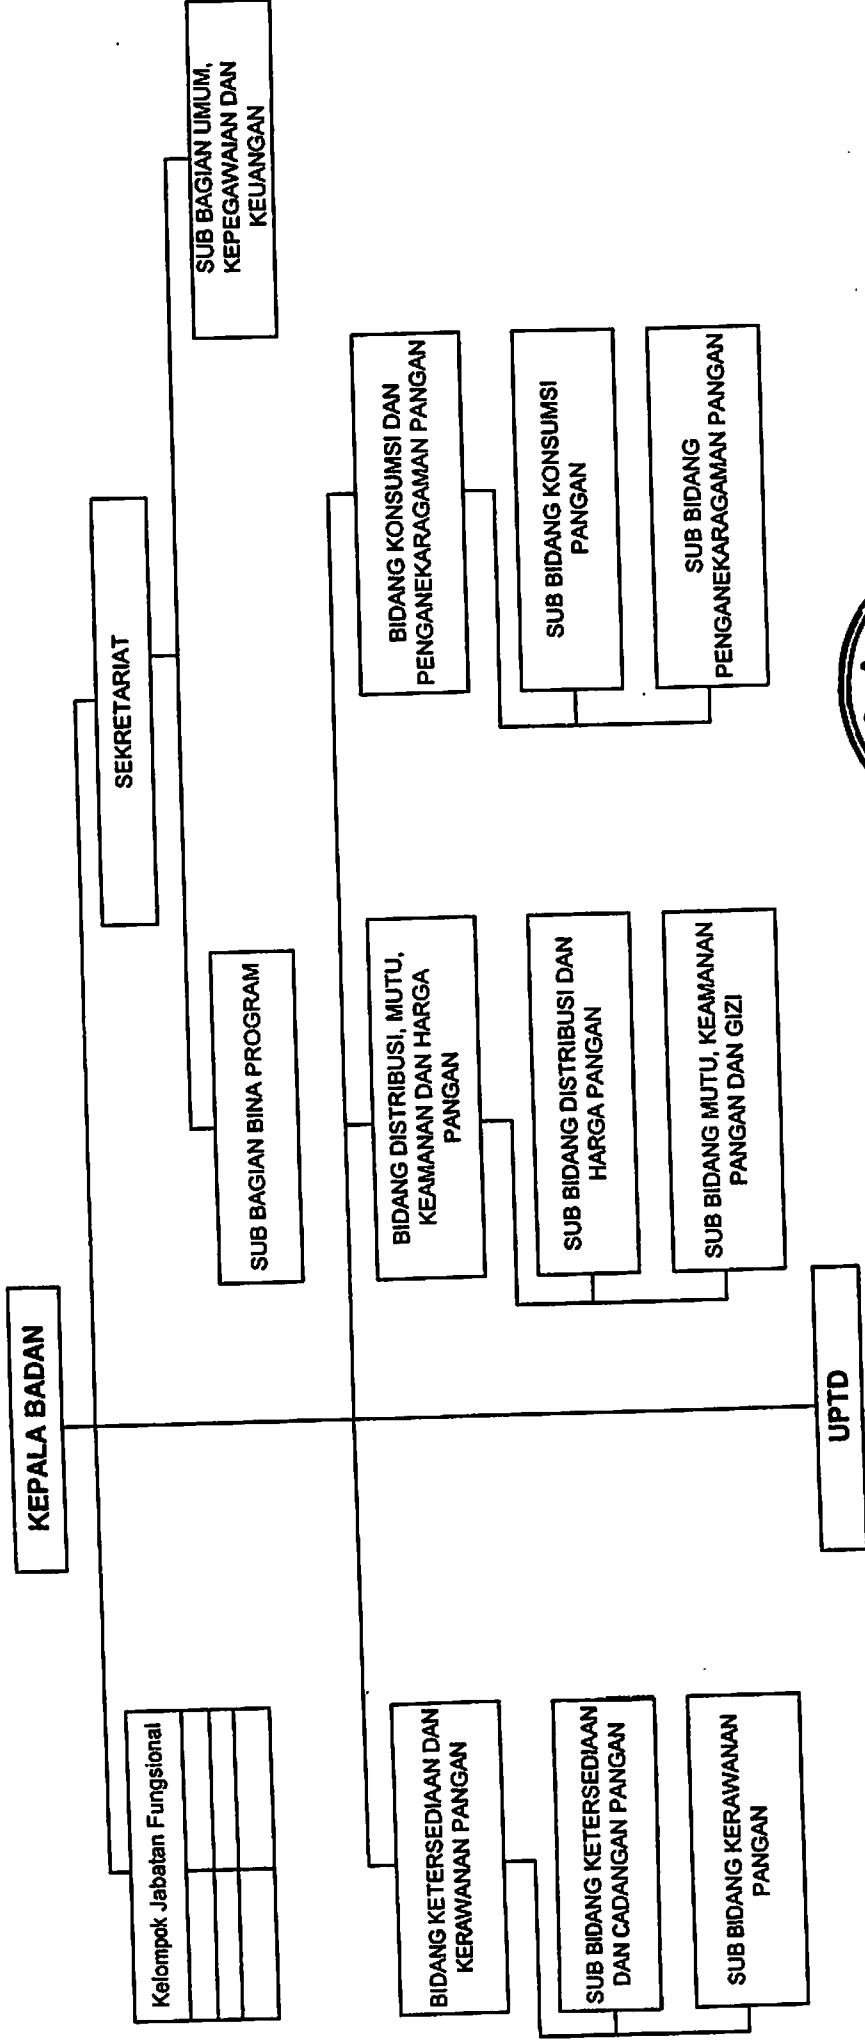 KEPALA BADAN
Kelompok Jabatan Fungsional
SEKRETARIAT
SUB BAGIAN BINA PROGRAM
SUB BAGIAN UMUM,
KEPEGAWAIAN DAN
KEUANGAN
BIDANG KETERSEDIAAN DAN
KERAWANAN PANGAN
SUB BIDANG KETERSEDIAAN
DAN CADANGAN PANGAN
SUB BIDANG KERAWANAN
PANGAN
BIDANG DISTRIBUSI, MUTU,
KEAMANAN DAN HARGA
PANGAN
SUB BIDANG DISTRIBUSI DAN
HARGA PANGAN
SUB BIDANG MUTU, KEAMANAN
PANGAN DAN GIZI
BIDANG KONSUMSI DAN
PENGANEKARAGAMAN PANGAN
SUB BIDANG KONSUMSI
PANGAN
SUB BIDANG
PENGANEKARAGAMAN PANGAN
UPTD